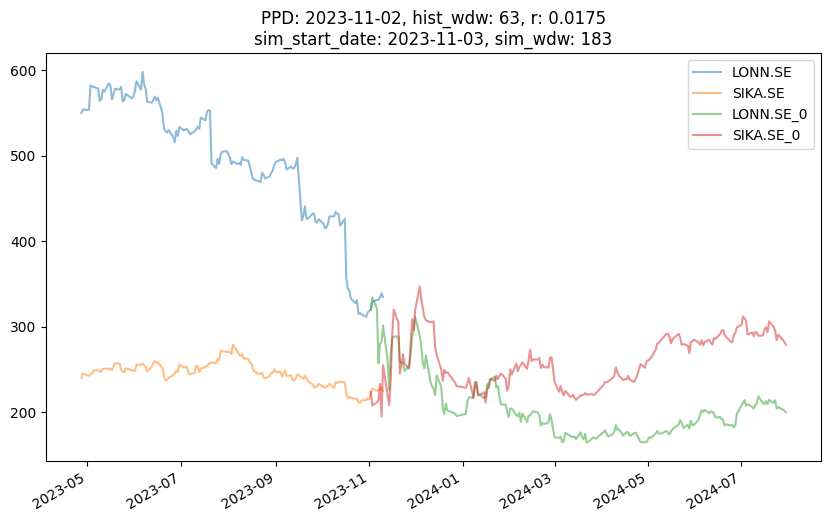 PPD: 2023-11-02, hist_wdw: 63, r: 0.0175
sim_start_date: 2023-11-03, sim_wdw: 183
LONN.SE
SIKA.SE
LONN.SE_0
SIKA.SE_0
600
500
400
300
200
2023-05
2023-07
2023-09
2023-11
2024-01
2024-03
2024-05
2024-07